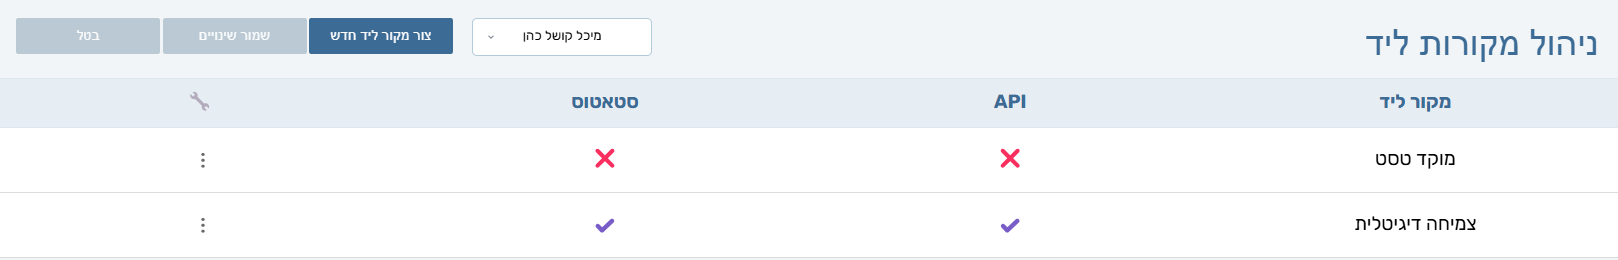 ניהול מקורות ליד
מיכל קושל כהן
צור מקור ליד חדש
שמור שינויים
בטל
מקור ליד API סטאטוס
מוקד טסט
צמיחה דיגיטלית